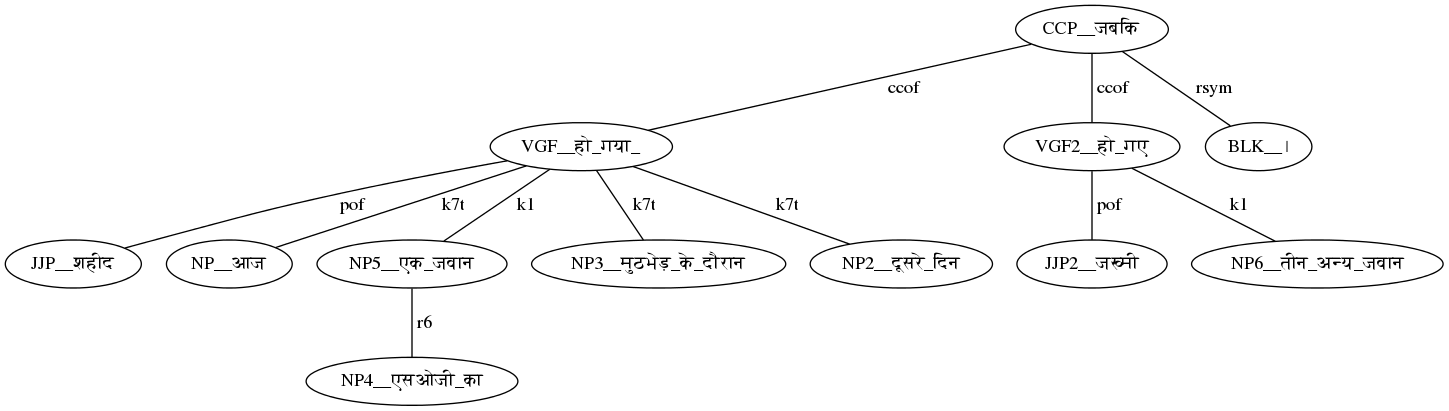 CCP__जबकि
ccof ccof rsym
VGF__हो_गया_ VGF2__हो_गए BLK__।
pof k7t k1 k7t k7t pof k1
JJP__शहीद NP__आज NP5__एक_जवान NP3__मुठभेड़_के_दौरान NP2__दूसरे_दिन JJP2__जख्मी NP6__तीन_अन्य_जवान
r6
NP4__एसओजी_का